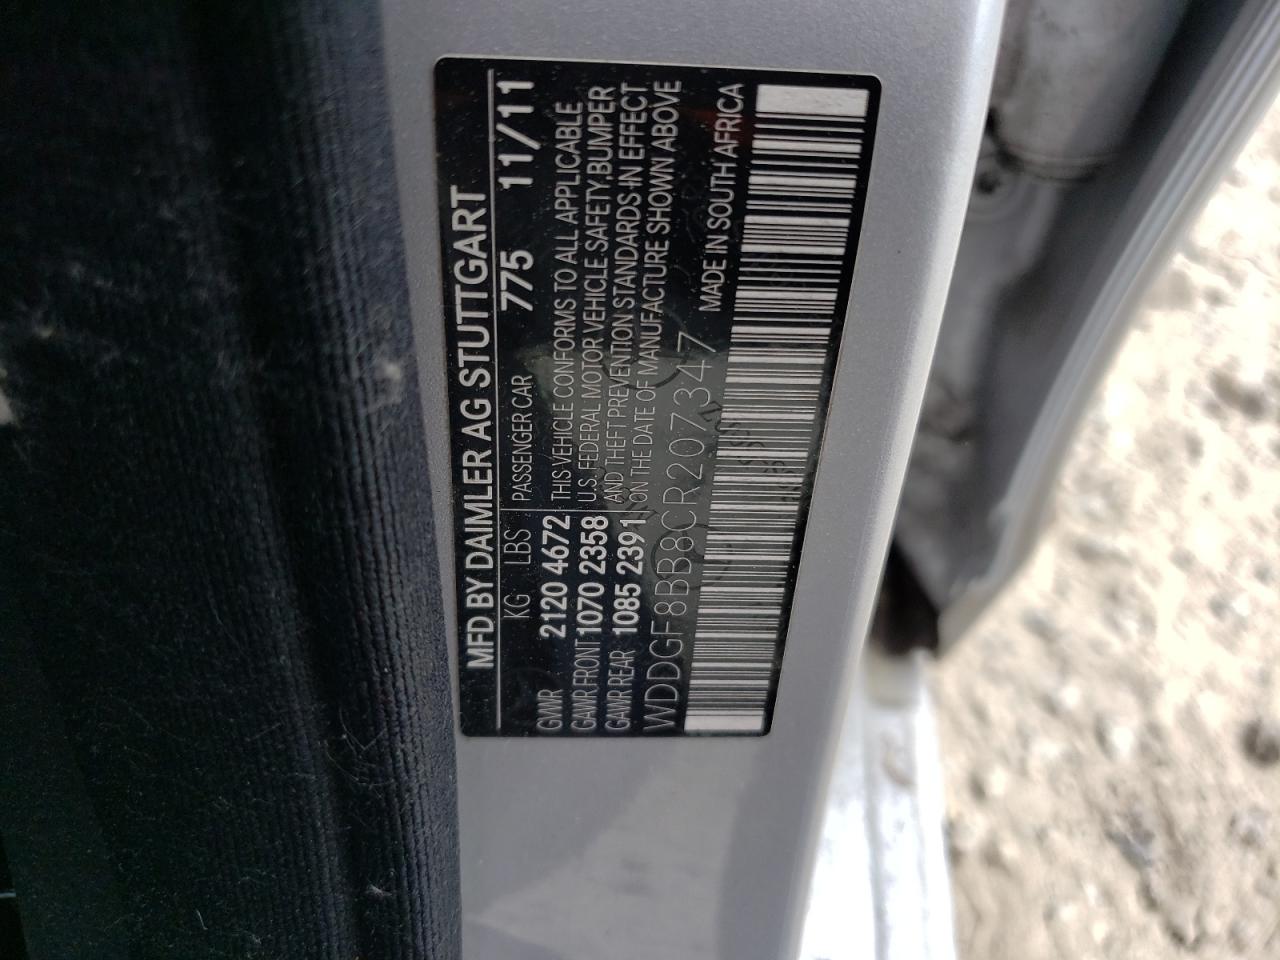 MFD BY DAIMLER AG STUTTGART
KG LBS PASSENGER CAR 775 11/11
GVWR 2120 4672 THIS VEHICLE CONFORMS TO ALL APPLICABLE
GAWR FRONT 1070 2358 U.S. FEDERAL MOTOR VEHICLE SAFETY,BUMPER
GAWR REAR 1085 2391 AND THEFT PREVENTION STANDARDS IN EFFECT
ON THE DATE OF MANUFACTURE SHOWN ABOVE
WDDGF8BB8CR207347
MADE IN SOUTH AFRICA